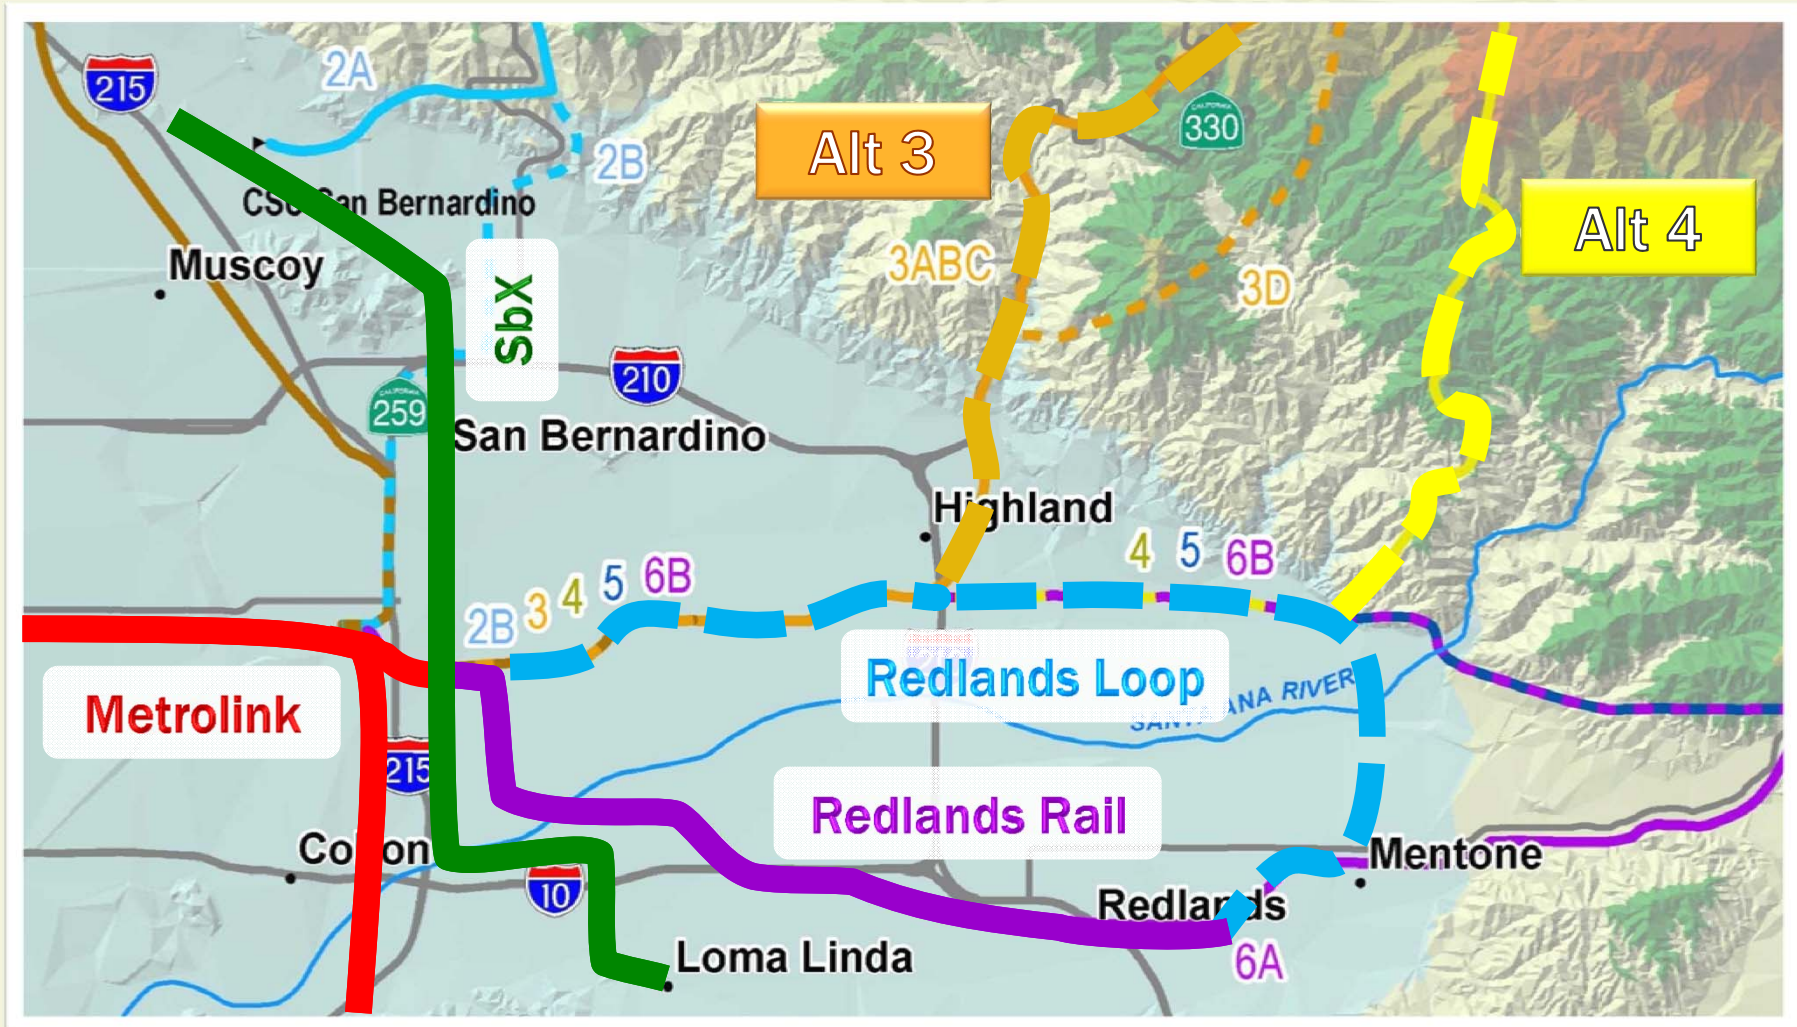 215
2A
CALIFORNIA
330
Alt 3
2B
CSU San Bernardino
Alt 4
Muscoy
3ABC
3D
SbX
210
CALIFORNIA
259
San Bernardino
Highland
4 5 6B
2B 3 4 5 6B
Redlands Loop
SANTA ANA RIVER
Metrolink
215
Redlands Rail
Colton
Mentone
10
Redlands
Loma Linda
6A